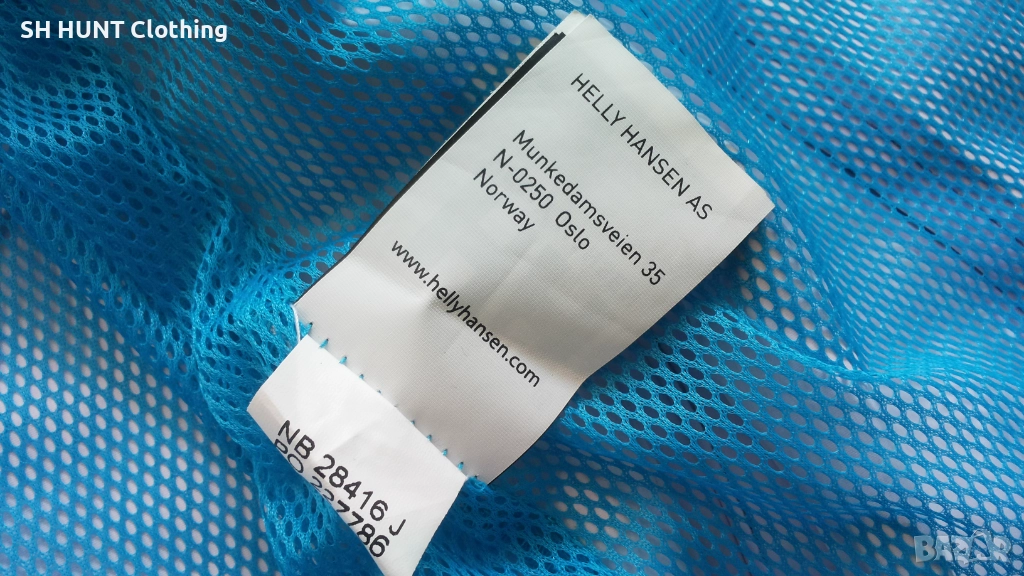 SH HUNT Clothing
HELLY HANSEN AS
Munkedamsveien 35
N-0250 Oslo
Norway
www.hellyhansen.com
NB 28416 J